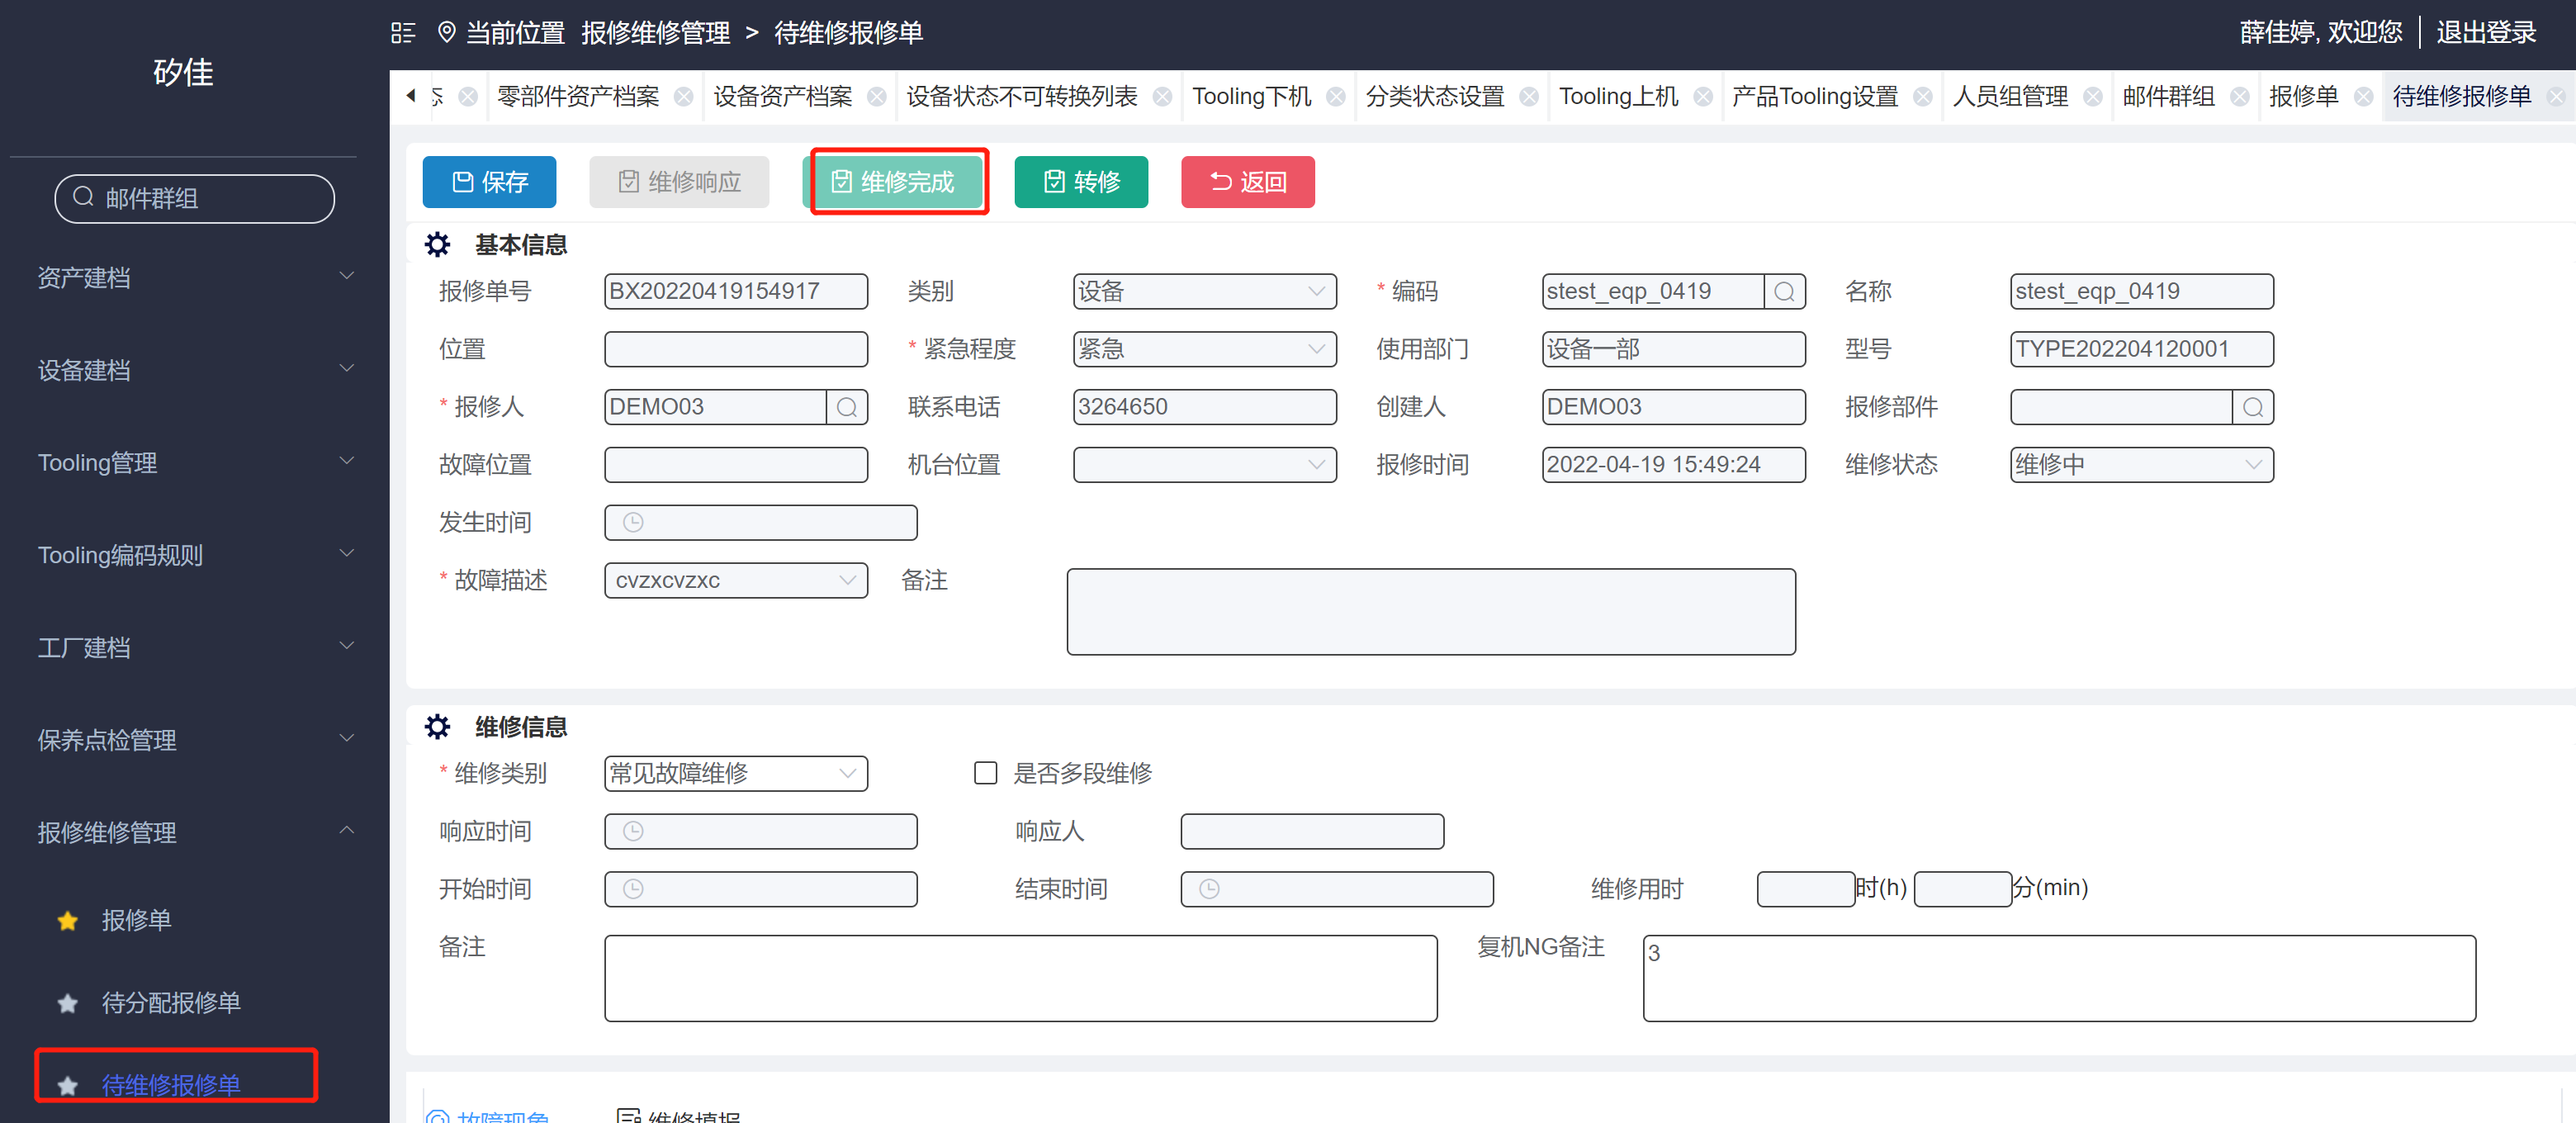 当前位置 报修维修管理 > 待维修报修单
薛佳婷, 欢迎您
退出登录
矽佳
邮件群组
资产建档
设备建档
Tooling管理
Tooling编码规则
工厂建档
保养点检管理
报修维修管理
报修单
待分配报修单
待维修报修单
态 零部件资产档案 设备资产档案 设备状态不可转换列表 Tooling下机 分类状态设置 Tooling上机 产品Tooling设置 人员组管理 邮件群组 报修单 待维修报修单
保存 维修响应 维修完成 转修 返回
基本信息
报修单号 BX20220419154917 类别 设备 * 编码 stest_eqp_0419 名称 stest_eqp_0419
位置 * 紧急程度 紧急 使用部门 设备一部 型号 TYPE202204120001
* 报修人 DEMO03 联系电话 3264650 创建人 DEMO03 报修部件
故障位置 机台位置 报修时间 2022-04-19 15:49:24 维修状态 维修中
发生时间
* 故障描述 cvzxcvzxc 备注
维修信息
* 维修类别 常见故障维修 是否多段维修
响应时间 响应人
开始时间 结束时间 维修用时 时(h) 分(min)
备注 复机NG备注 3
故障现象 维修填报